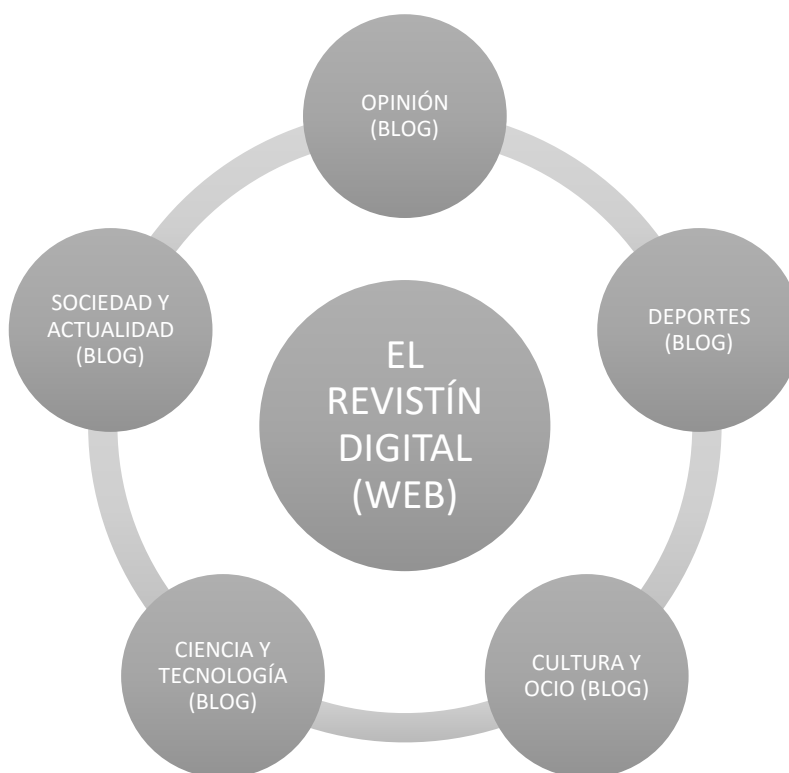 OPINIÓN
(BLOG)
DEPORTES
(BLOG)
CULTURA Y
OCIO (BLOG)
CIENCIA Y
TECNOLOGÍA
(BLOG)
SOCIEDAD Y
ACTUALIDAD
(BLOG)
EL
REVISTÍN
DIGITAL
(WEB)